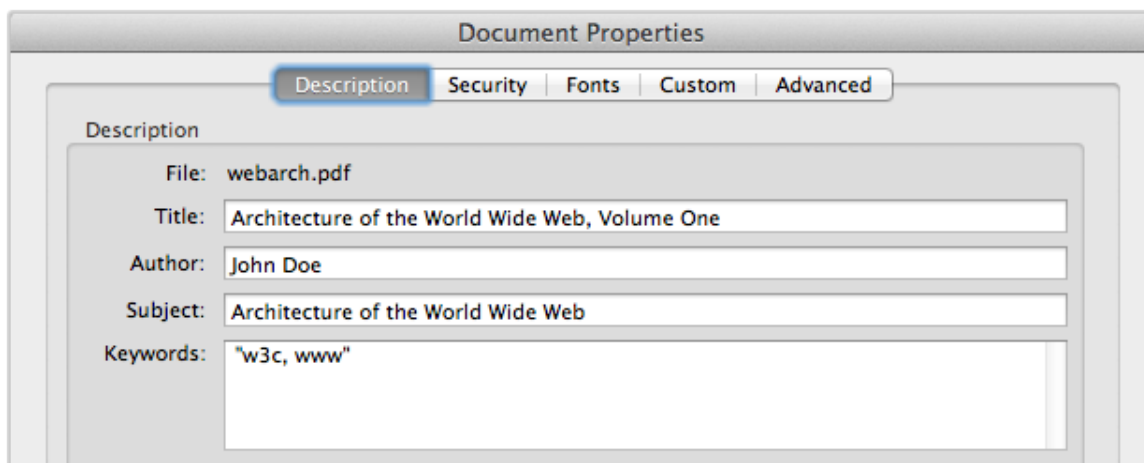 Document Properties
Description Security Fonts Custom Advanced
Description
File: webarch.pdf
Title: Architecture of the World Wide Web, Volume One
Author: John Doe
Subject: Architecture of the World Wide Web
Keywords: "w3c, www"